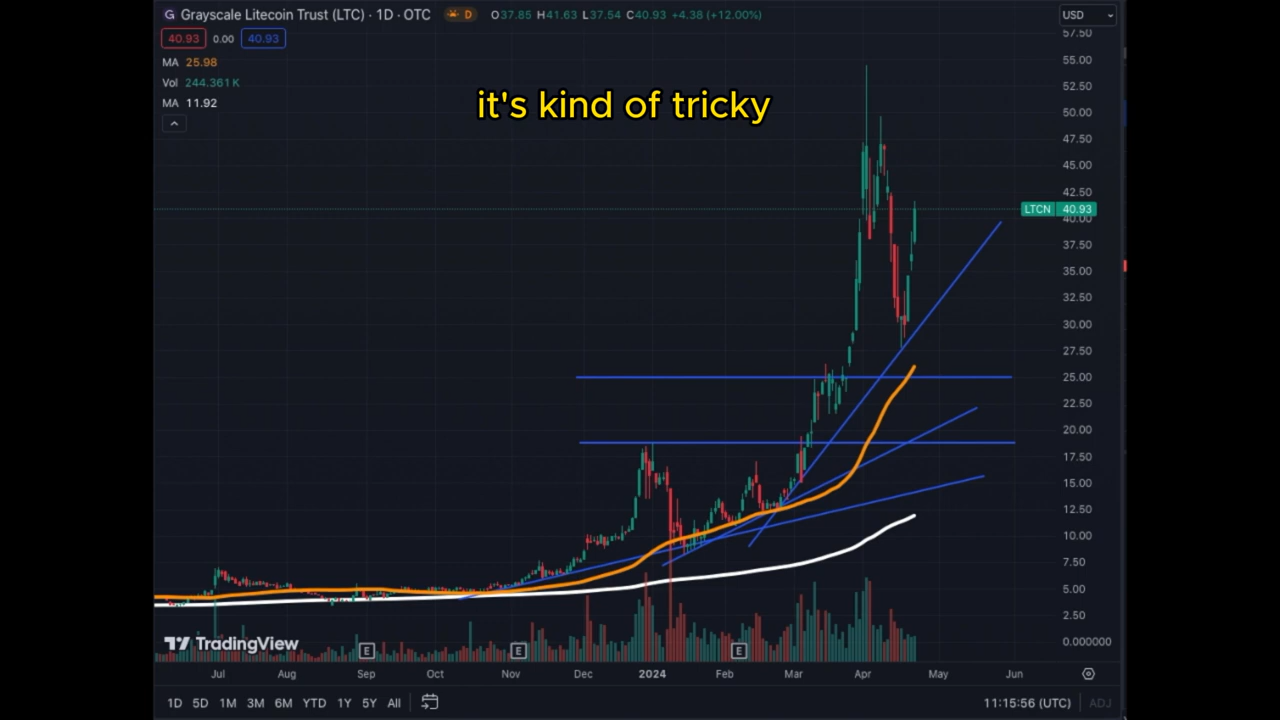 G Grayscale Litecoin Trust (LTC) · 1D · OTC D O37.85 H41.63 L37.54 C40.93 +4.38 (+12.00%) USD
40.93 0.00 40.93
MA 25.98
Vol 244.361K
MA 11.92
it's kind of tricky
57.50
55.00
52.50
50.00
47.50
45.00
42.50
LTCN 40.93
40.00
37.50
35.00
32.50
30.00
27.50
25.00
22.50
20.00
17.50
15.00
12.50
10.00
7.50
5.00
2.50
0.000000
TradingView
E E E
Jul Aug Sep Oct Nov Dec 2024 Feb Mar Apr May Jun
1D 5D 1M 3M 6M YTD 1Y 5Y All 11:15:56 (UTC) ADJ